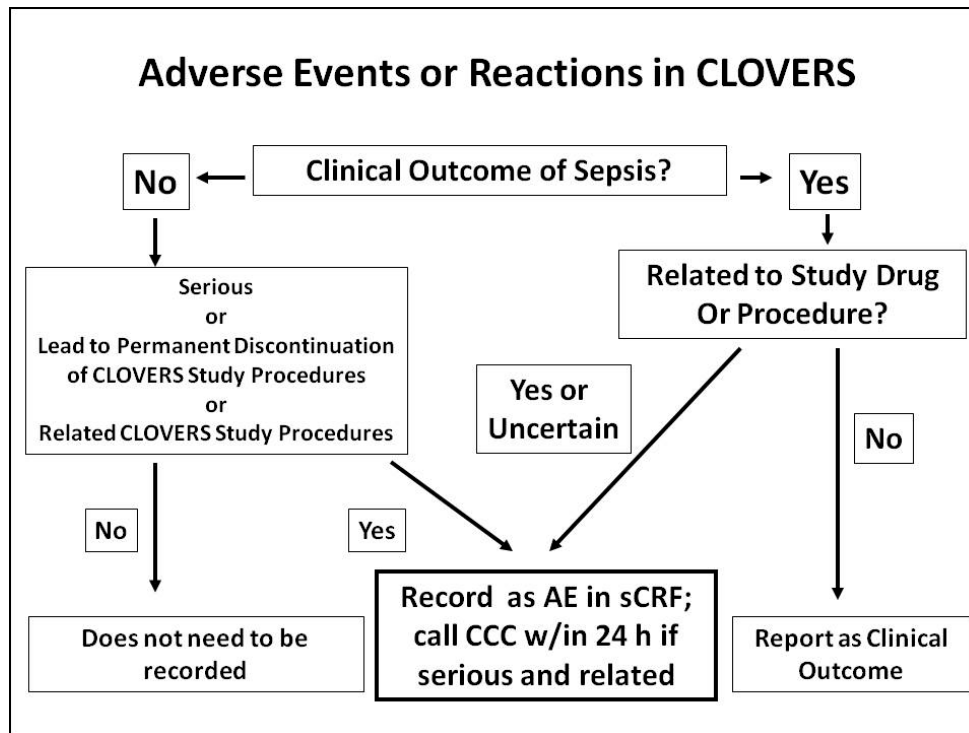 Adverse Events or Reactions in CLOVERS
No
Clinical Outcome of Sepsis?
Yes
Serious
or
Lead to Permanent Discontinuation
of CLOVERS Study Procedures
or
Related CLOVERS Study Procedures
Related to Study Drug
Or Procedure?
Yes or
Uncertain
No
No
Yes
Does not need to be
recorded
Record as AE in sCRF;
call CCC w/in 24 h if
serious and related
Report as Clinical
Outcome